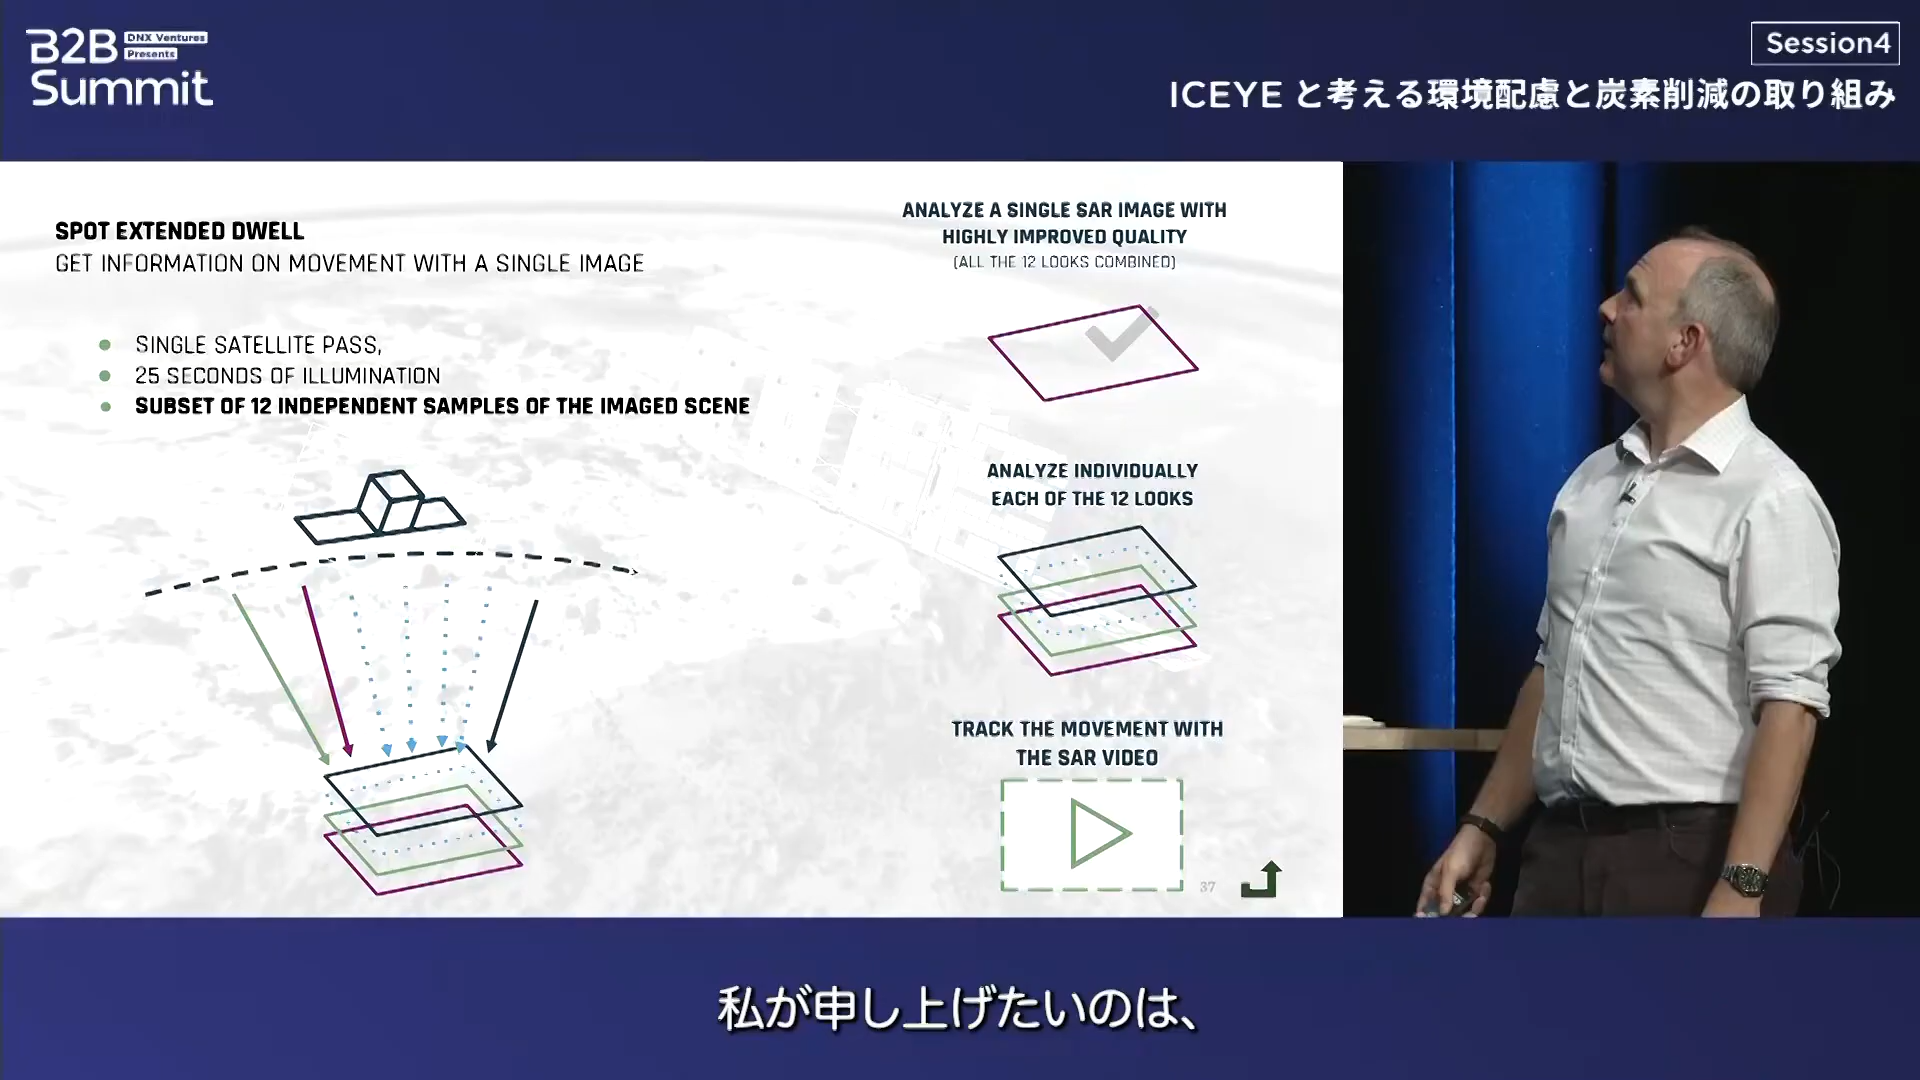 B2B DNX Ventures Presents
Summit
Session4
ICEYE と考える環境配慮と炭素削減の取り組み
SPOT EXTENDED DWELL
GET INFORMATION ON MOVEMENT WITH A SINGLE IMAGE
SINGLE SATELLITE PASS,
25 SECONDS OF ILLUMINATION
SUBSET OF 12 INDEPENDENT SAMPLES OF THE IMAGED SCENE
ANALYZE A SINGLE SAR IMAGE WITH
HIGHLY IMPROVED QUALITY
(ALL THE 12 LOOKS COMBINED)
ANALYZE INDIVIDUALLY
EACH OF THE 12 LOOKS
TRACK THE MOVEMENT WITH
THE SAR VIDEO
37
私が申し上げたいのは、